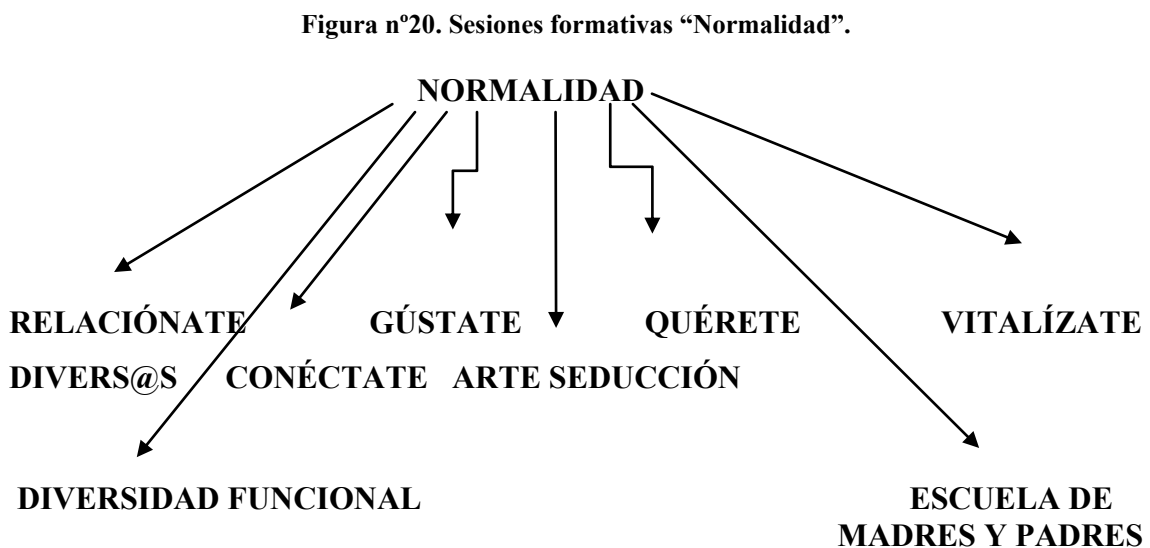 Figura nº20. Sesiones formativas “Normalidad”.
NORMALIDAD
RELACIÓNATE GÚSTATE QUÉRETE VITALÍZATE
DIVERS@S CONÉCTATE ARTE SEDUCCIÓN
DIVERSIDAD FUNCIONAL ESCUELA DE
MADRES Y PADRES